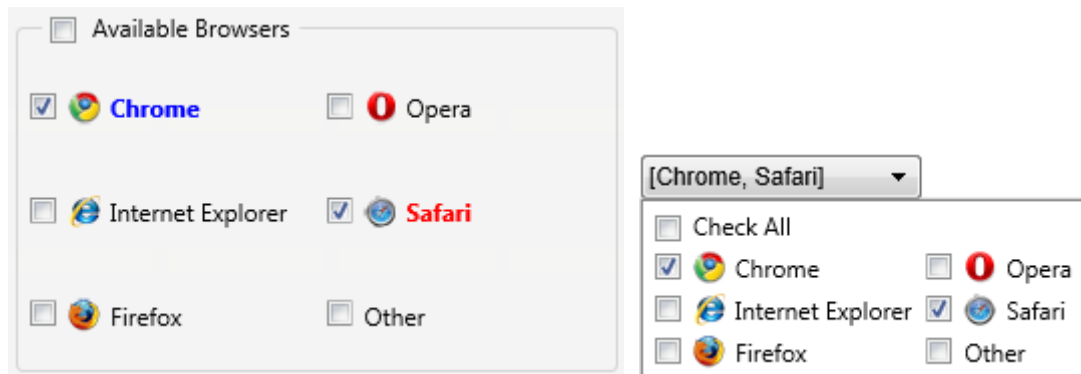 Available Browsers
Chrome
Opera
Internet Explorer
Safari
Firefox
Other
[Chrome, Safari]
Check All
Chrome
Opera
Internet Explorer
Safari
Firefox
Other